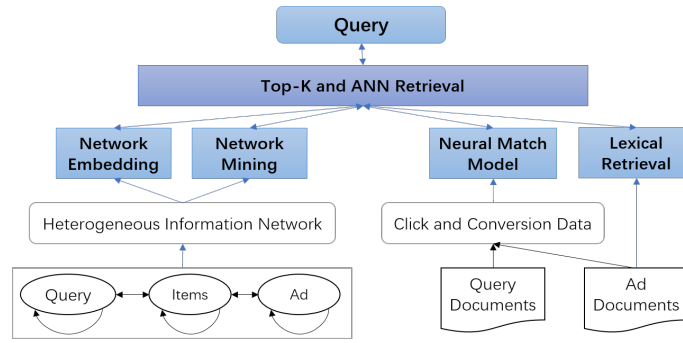 Query
Top-K and ANN Retrieval
Network
Embedding
Network
Mining
Neural Match
Model
Lexical
Retrieval
Heterogeneous Information Network
Click and Conversion Data
Query
Items
Ad
Query
Documents
Ad
Documents